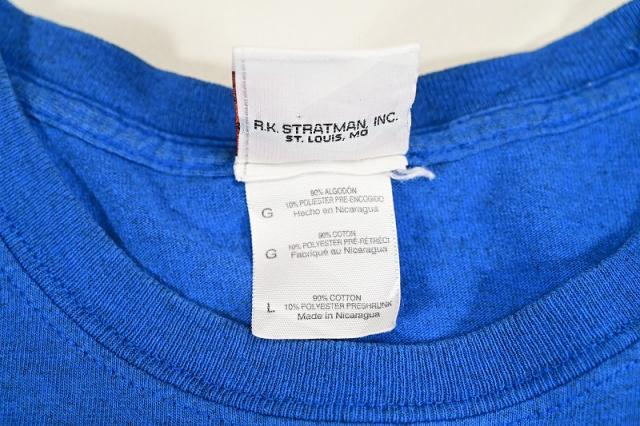 R.K. STRATMAN, INC.
ST. LOUIS, MO
90% ALGODÓN
G 10% POLIESTER PRE-ENCOGIDO
Hecho en Nicaragua
90% COTON
G 10% POLYESTER PRÉ-RÉTRÉCI
Fabriqué au Nicaragua
90% COTTON
L 10% POLYESTER PRESHRUNK
Made in Nicaragua